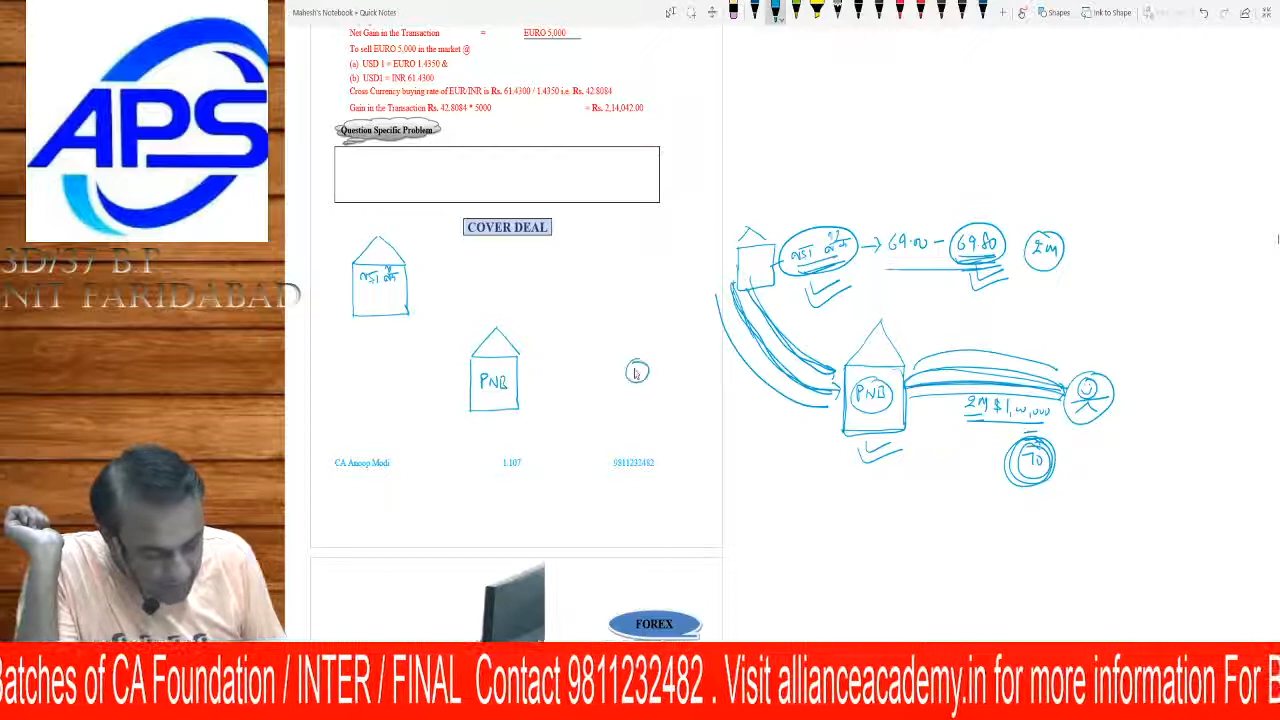 Mahesh's Notebook » Quick Notes
Shapes
Ink to Shape
APS
3D/37 B.P.
NIT FARIDABAD
Net Gain in the Transaction = EURO 5,000
To sell EURO 5,000 in the market @
(a) USD 1 = EURO 1.4350 &
(b) USD1 = INR 61.4300
Cross Currency buying rate of EUR/INR is Rs. 61.4300 / 1.4350 i.e. Rs. 42.8084
Gain in the Transaction Rs. 42.8084 * 5000 = Rs. 2,14,042.00
Question Specific Problem
COVER DEAL
PNB
69.80
2M
PNB
2M $1,00,000
70
CA Anoop Modi 1.107 9811232482
FOREX
Batches of CA Foundation / INTER / FINAL Contact 9811232482 . Visit allianceacademy.in for more information For B